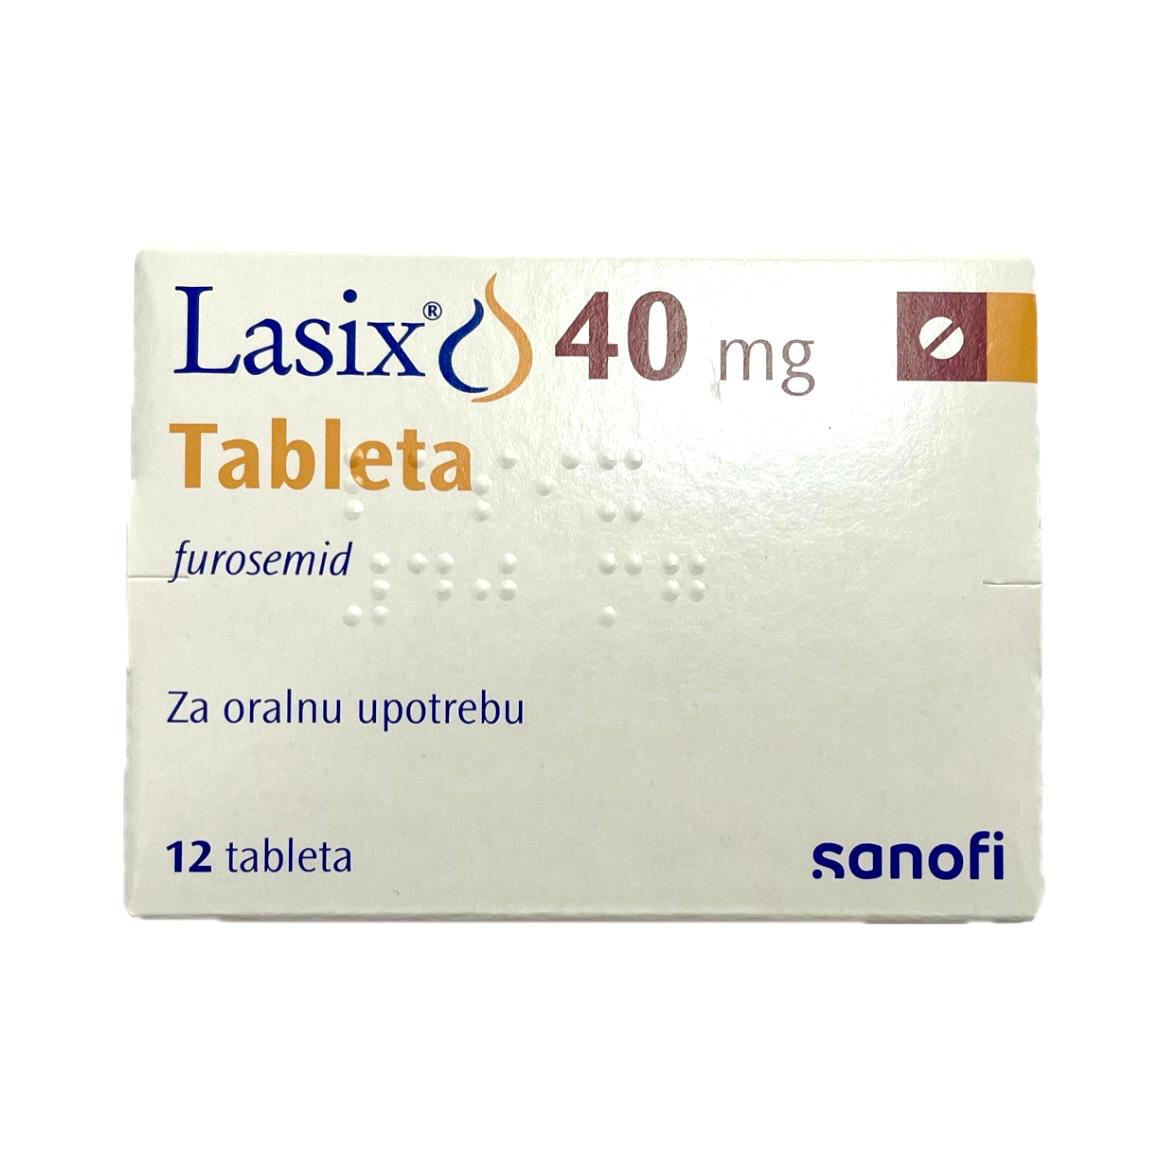 Lasix® 40 mg
Tableta
furosemid
Za oralnu upotrebu
12 tableta
sanofi